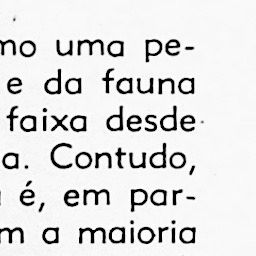 mo uma pe-
e da fauna
faixa desde
a. Contudo,
é, em par-
m a maioria